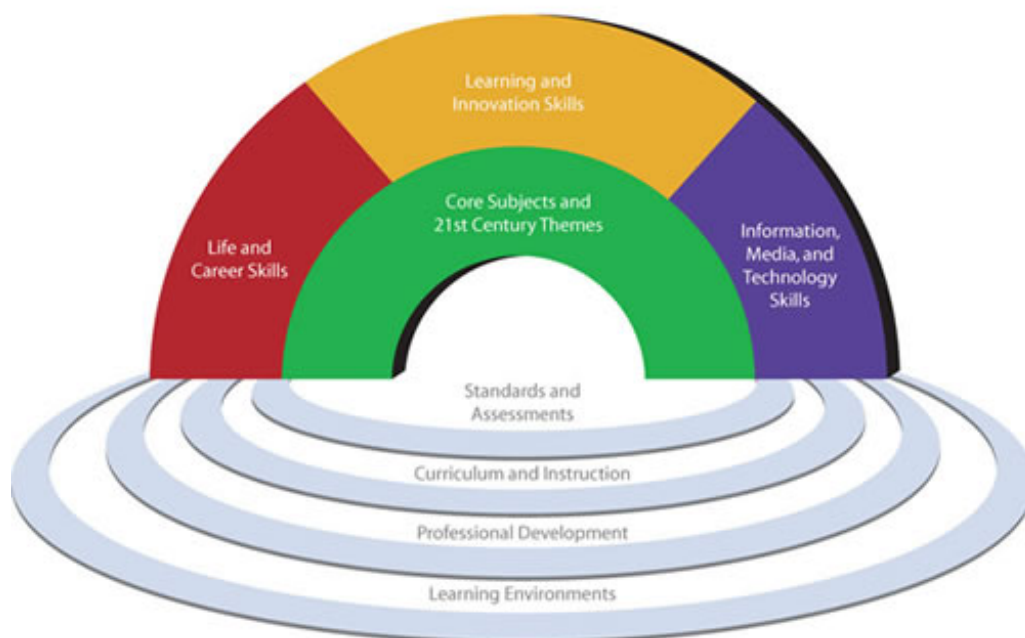 Learning and
Innovation Skills
Core Subjects and
21st Century Themes
Life and
Career Skills
Information,
Media, and
Technology
Skills
Standards and
Assessments
Curriculum and Instruction
Professional Development
Learning Environments